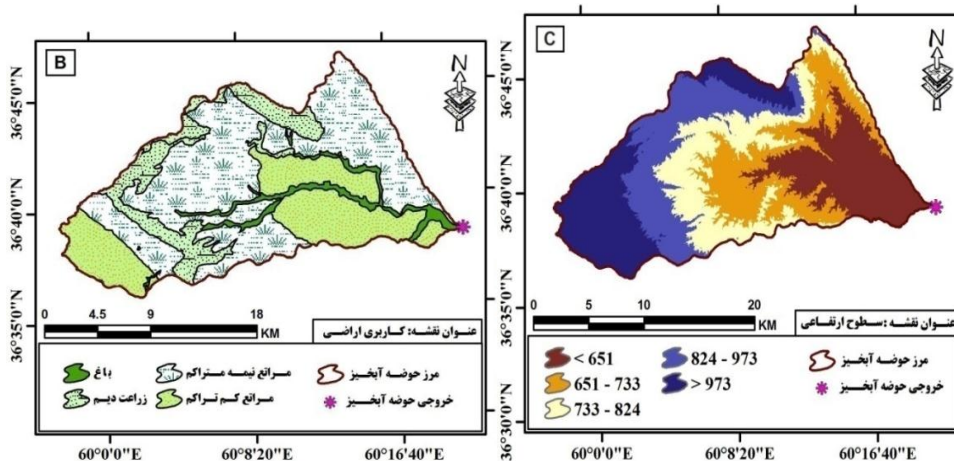 B
N
36°45'0"N
36°40'0"N
36°35'0"N
0 4.5 9 18
KM
عنوان نقشه: کاربری اراضی
باغ
مراتع نیمه متراکم
مرز حوضه آبخیز
زراعت دیم
مراتع کم تراکم
خروجی حوضه آبخیز
60°0'0"E 60°8'20"E 60°16'40"E
C
N
36°45'0"N
36°40'0"N
36°35'0"N
36°30'0"N
0 5 10 20
KM
عنوان نقشه: سطوح ارتفاعی
< 651
824 - 973
مرز حوضه آبخیز
651 - 733
> 973
خروجی حوضه آبخیز
733 - 824
60°0'0"E 60°8'20"E 60°16'40"E